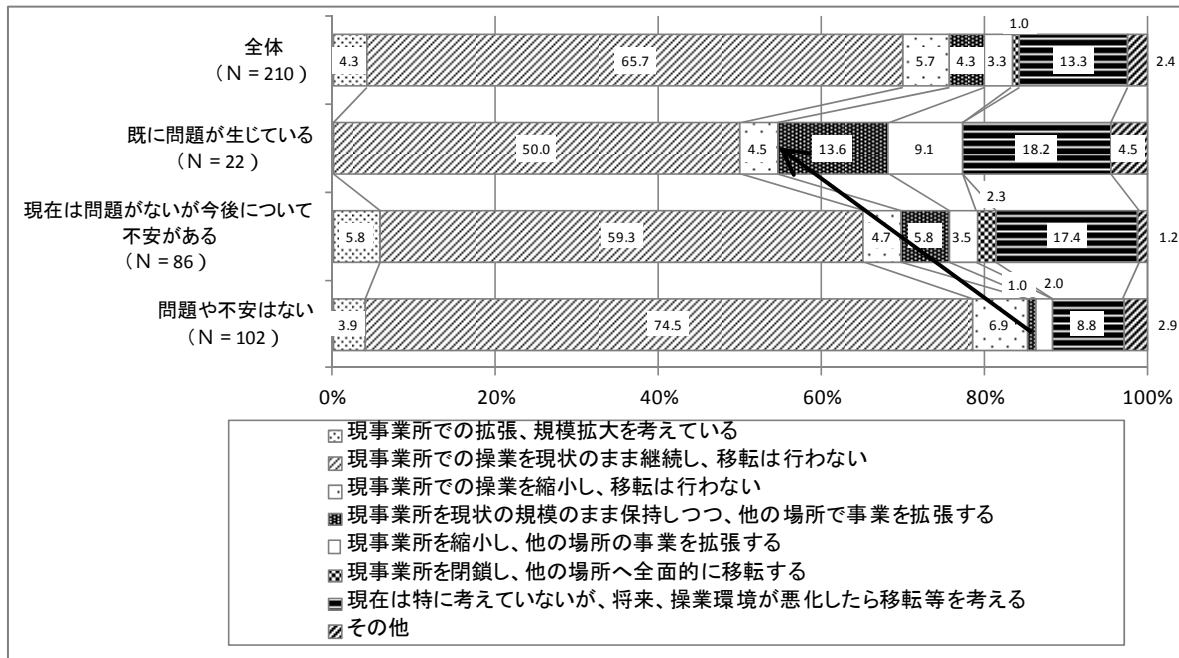 1.0
全体
（Ｎ＝210）
4.3 65.7 5.7 4.3 3.3 13.3 2.4
既に問題が生じている
（Ｎ＝22）
50.0 4.5 13.6 9.1 18.2 4.5
2.3
現在は問題がないが今後について
不安がある
（Ｎ＝86）
5.8 59.3 4.7 5.8 3.5 17.4 1.2
1.0 2.0
問題や不安はない
（Ｎ＝102）
3.9 74.5 6.9 8.8 2.9
0% 20% 40% 60% 80% 100%
現事業所での拡張、規模拡大を考えている
現事業所での操業を現状のまま継続し、移転は行わない
現事業所での操業を縮小し、移転は行わない
現事業所を現状の規模のまま保持しつつ、他の場所で事業を拡張する
現事業所を縮小し、他の場所の事業を拡張する
現事業所を閉鎖し、他の場所へ全面的に移転する
現在は特に考えていないが、将来、操業環境が悪化したら移転等を考える
その他